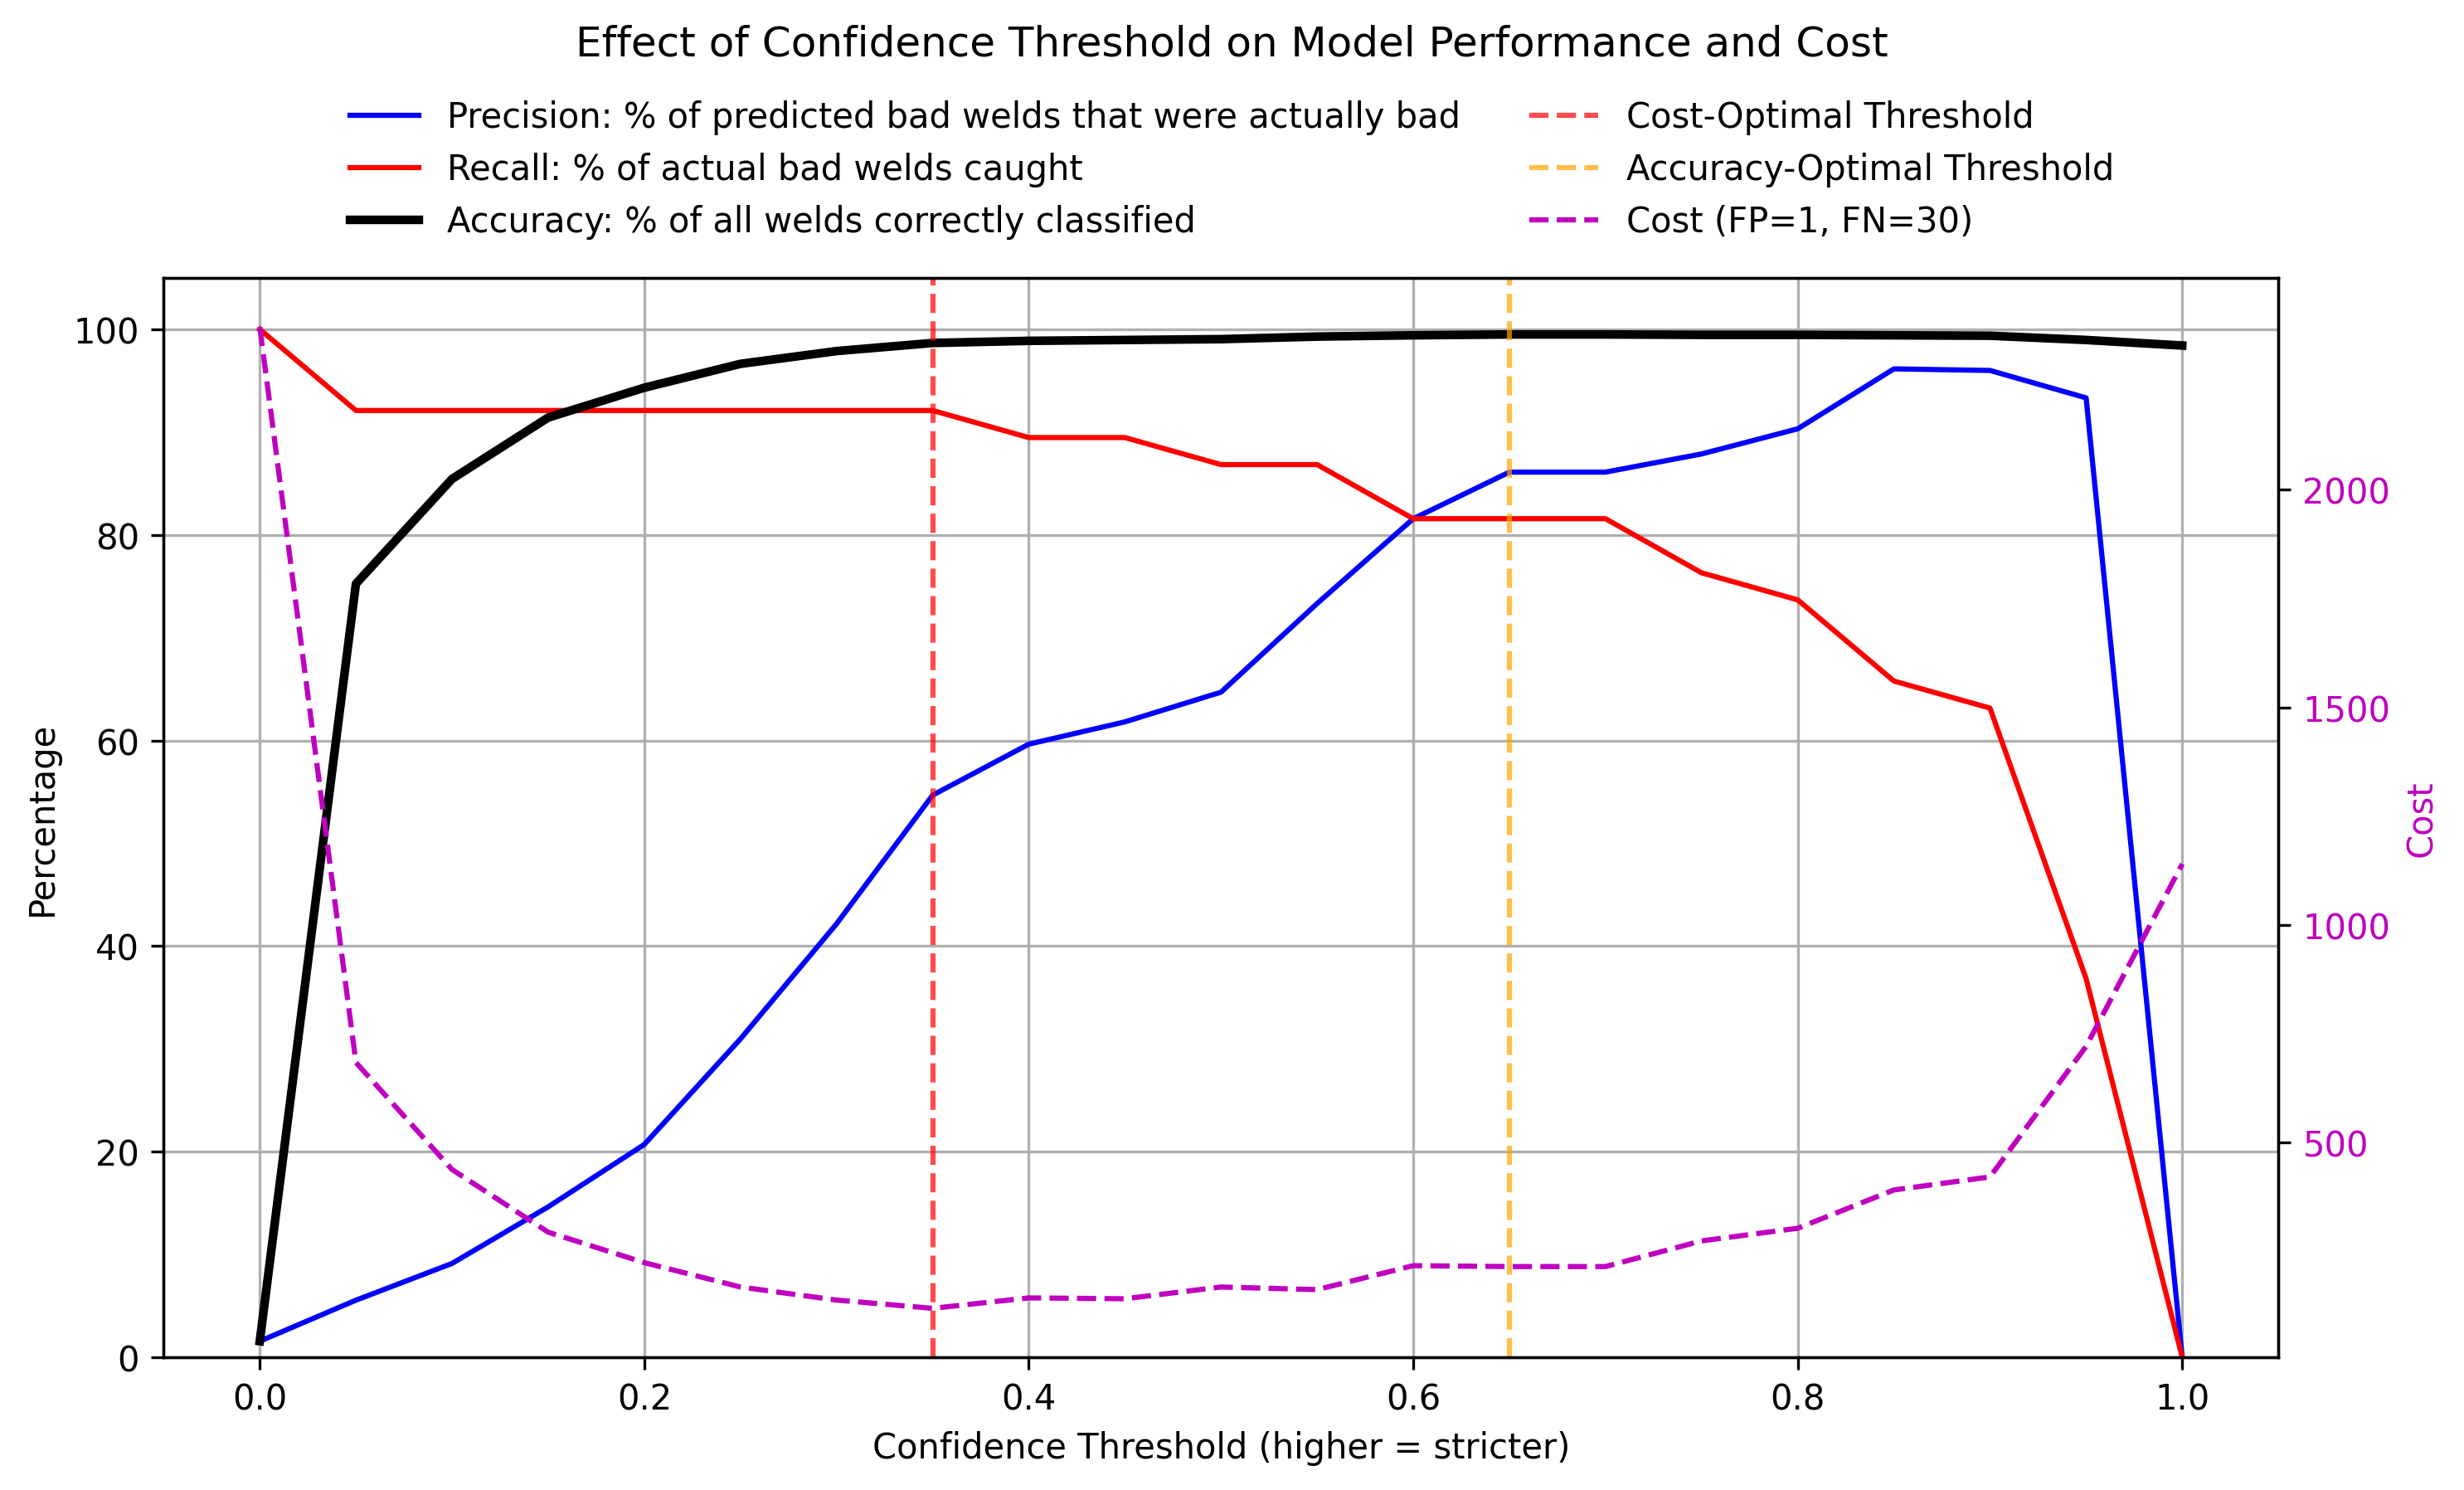 Effect of Confidence Threshold on Model Performance and Cost
Precision: % of predicted bad welds that were actually bad
Recall: % of actual bad welds caught
Accuracy: % of all welds correctly classified
Cost-Optimal Threshold
Accuracy-Optimal Threshold
Cost (FP=1, FN=30)
Percentage
100
80
60
40
20
0
0.0
0.2
0.4
0.6
0.8
1.0
Confidence Threshold (higher = stricter)
2000
1500
1000
500
Cost